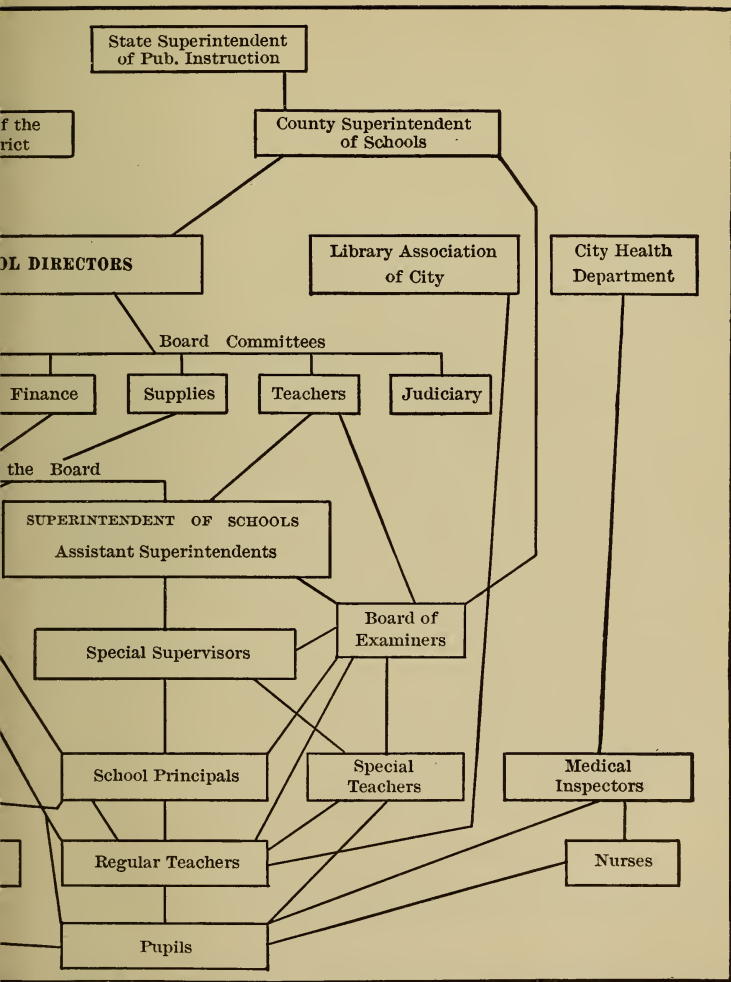 State Superintendent
of Pub. Instruction
f the
rict
County Superintendent
of Schools
OL DIRECTORS
Library Association
of City
City Health
Department
Board Committees
Finance
Supplies
Teachers
Judiciary
the Board
SUPERINTENDENT OF SCHOOLS
Assistant Superintendents
Board of
Examiners
Special Supervisors
School Principals
Special
Teachers
Medical
Inspectors
Regular Teachers
Nurses
Pupils